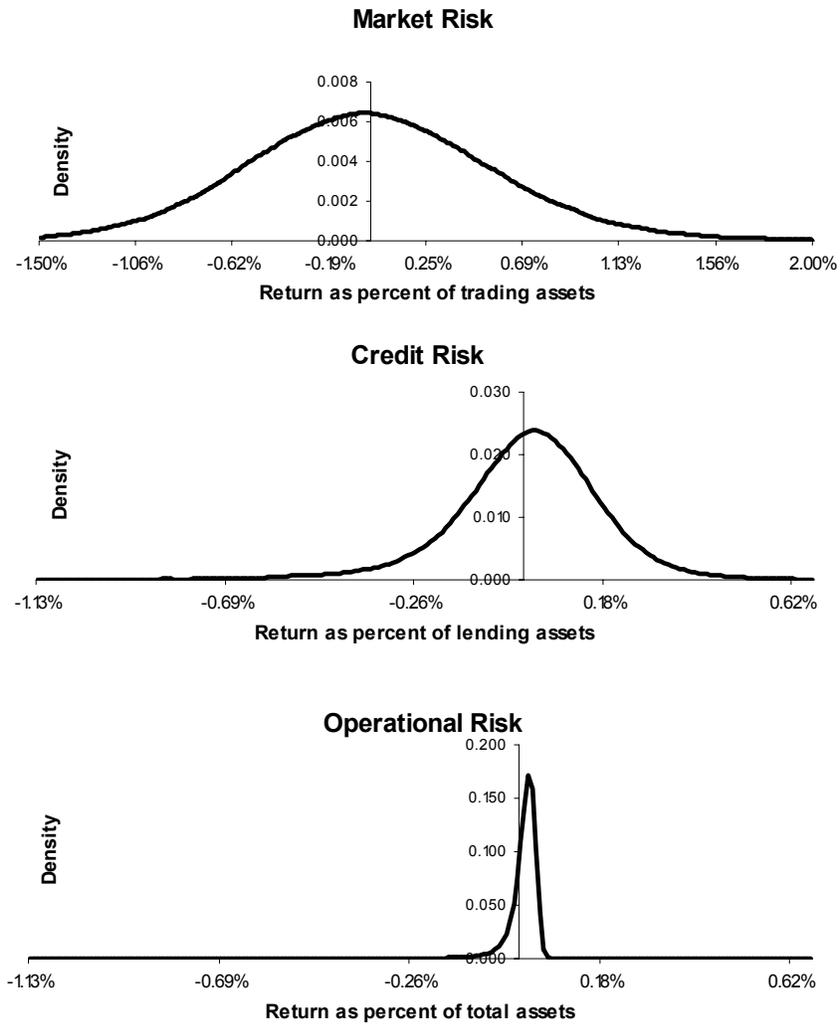 Market Risk
0.008
0.006
0.004
0.002
0.000
Density
-1.50% -1.06% -0.62% -0.19% 0.25% 0.69% 1.13% 1.56% 2.00%
Return as percent of trading assets
Credit Risk
0.030
0.020
0.010
0.000
Density
-1.13% -0.69% -0.26% 0.18% 0.62%
Return as percent of lending assets
Operational Risk
0.200
0.150
0.100
0.050
0.000
Density
-1.13% -0.69% -0.26% 0.18% 0.62%
Return as percent of total assets